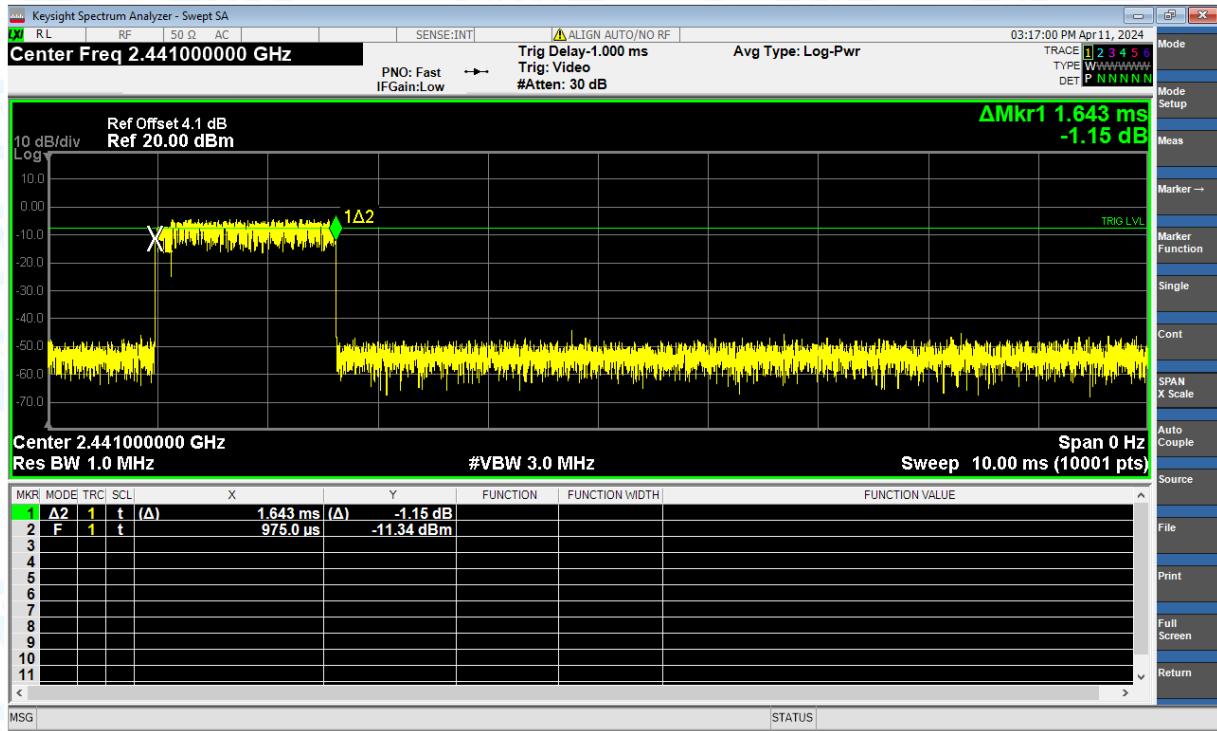 Keysight Spectrum Analyzer - Swept SA
LXI RL RF 50 Ω AC SENSE:INT ALIGN AUTO/NO RF 03:17:00 PM Apr 11, 2024
Center Freq 2.441000000 GHz
PNO: Fast
IFGain:Low
Trig Delay-1.000 ms
Trig: Video
#Atten: 30 dB
Avg Type: Log-Pwr
TRACE 1 2 3 4 5 6
TYPE WWWWWW
DET P N N N N N
Ref Offset 4.1 dB
10 dB/div Ref 20.00 dBm
Log
ΔMkr1 1.643 ms
-1.15 dB
10.0
0.00
-10.0
-20.0
-30.0
-40.0
-50.0
-60.0
-70.0
1Δ2
TRIG LVL
Center 2.441000000 GHz Span 0 Hz
Res BW 1.0 MHz #VBW 3.0 MHz Sweep 10.00 ms (10001 pts)
MKR MODE TRC SCL X Y FUNCTION FUNCTION WIDTH FUNCTION VALUE
1 Δ2 1 t (Δ) 1.643 ms (Δ) -1.15 dB
2 F 1 t 975.0 µs -11.34 dBm
3
4
5
6
7
8
9
10
11
MSG STATUS
Mode
Mode
Setup
Meas
Marker →
Marker
Function
Single
Cont
SPAN
X Scale
Auto
Couple
Source
File
Print
Full
Screen
Return